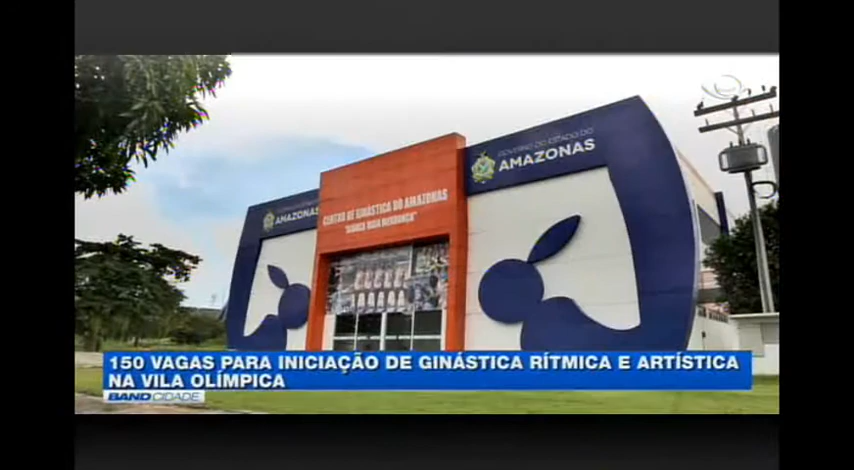 GOVERNO DO ESTADO DO
AMAZONAS
AMAZONAS
CENTRO DE GINÁSTICA DO AMAZONAS
150 VAGAS PARA INICIAÇÃO DE GINÁSTICA RÍTMICA E ARTÍSTICA
NA VILA OLÍMPICA
BAND CIDADE